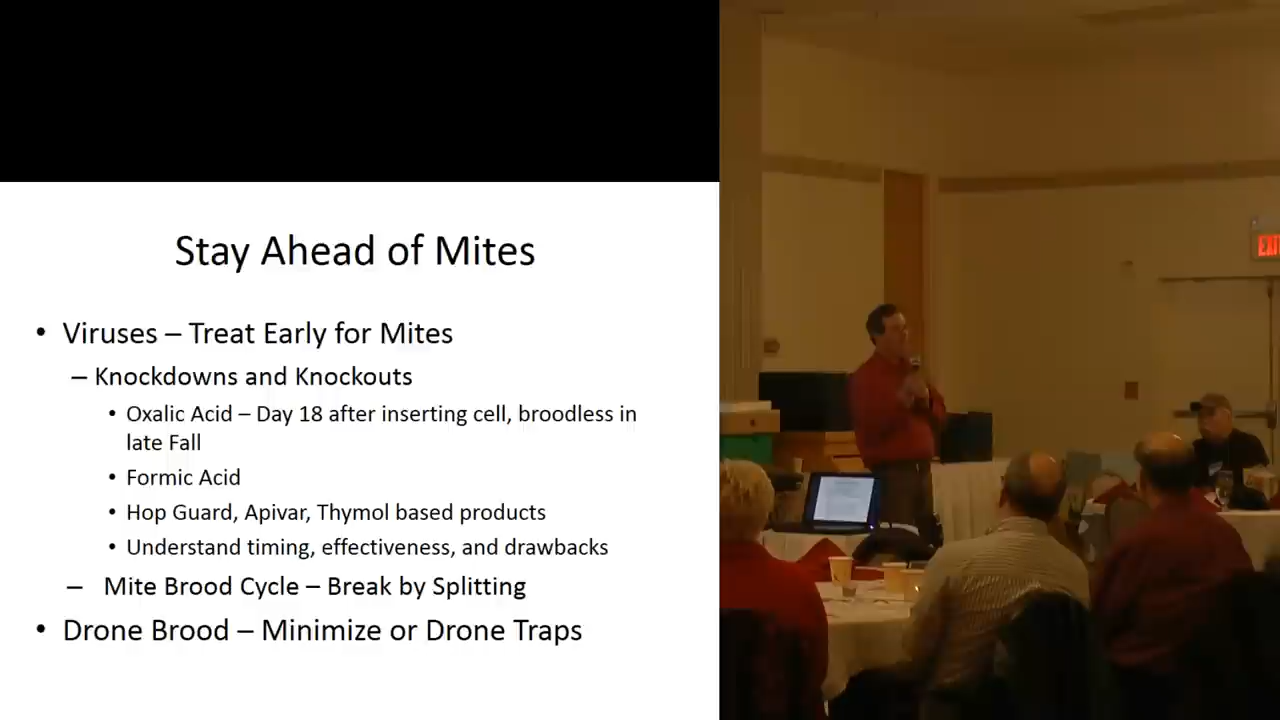 Stay Ahead of Mites
• Viruses – Treat Early for Mites
– Knockdowns and Knockouts
• Oxalic Acid – Day 18 after inserting cell, broodless in
late Fall
• Formic Acid
• Hop Guard, Apivar, Thymol based products
• Understand timing, effectiveness, and drawbacks
– Mite Brood Cycle – Break by Splitting
• Drone Brood – Minimize or Drone Traps